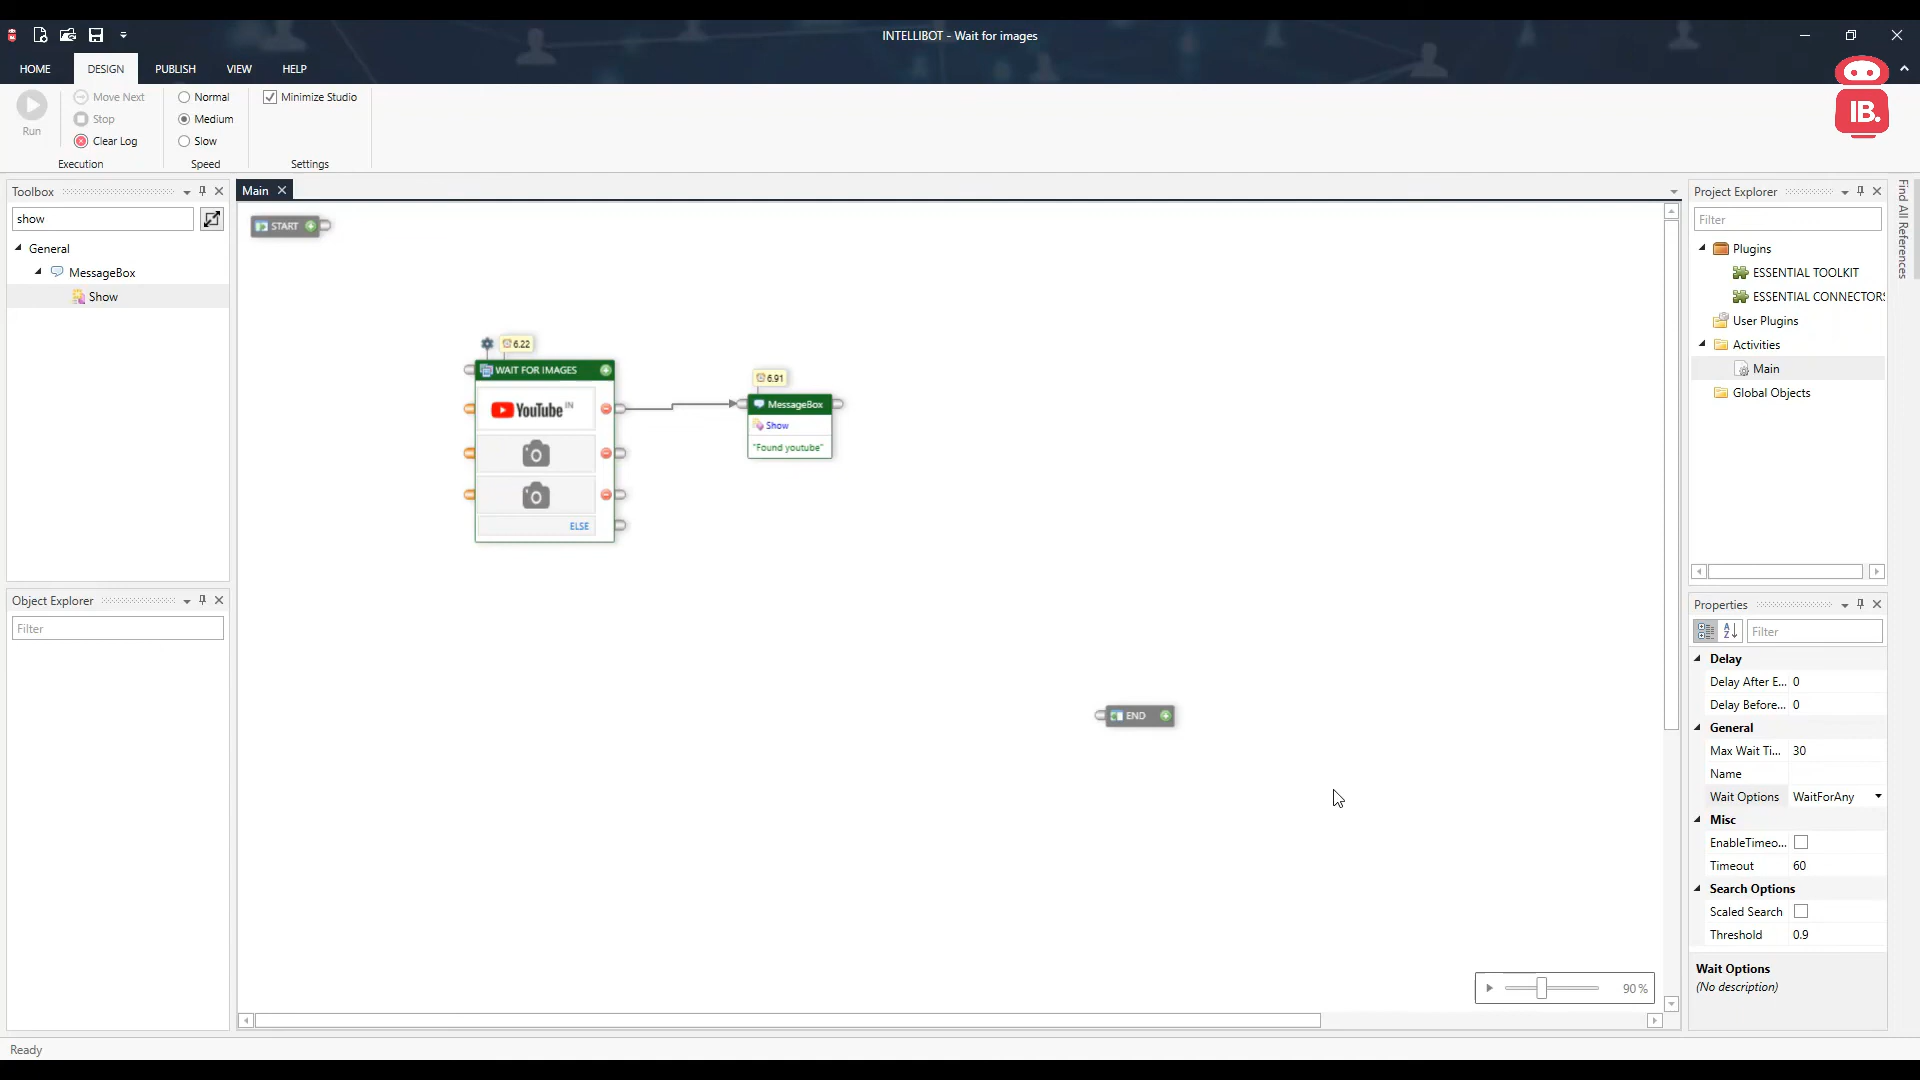 INTELLIBOT - Wait for images
HOME
DESIGN
PUBLISH
VIEW
HELP
Run
Move Next
Stop
Clear Log
Execution
Normal
Medium
Slow
Speed
Minimize Studio
Settings
IB.
Toolbox
show
General
MessageBox
Show
Object Explorer
Filter
Main
START
6.22
WAIT FOR IMAGES
YouTube IN
ELSE
6.91
MessageBox
Show
"Found youtube"
END
90 %
Project Explorer
Filter
Plugins
ESSENTIAL TOOLKIT
ESSENTIAL CONNECTORS
User Plugins
Activities
Main
Global Objects
Find All References
Properties
Filter
Delay
Delay After E... 0
Delay Before... 0
General
Max Wait Ti... 30
Name
Wait Options WaitForAny
Misc
EnableTimeo...
Timeout 60
Search Options
Scaled Search
Threshold 0.9
Wait Options
(No description)
Ready